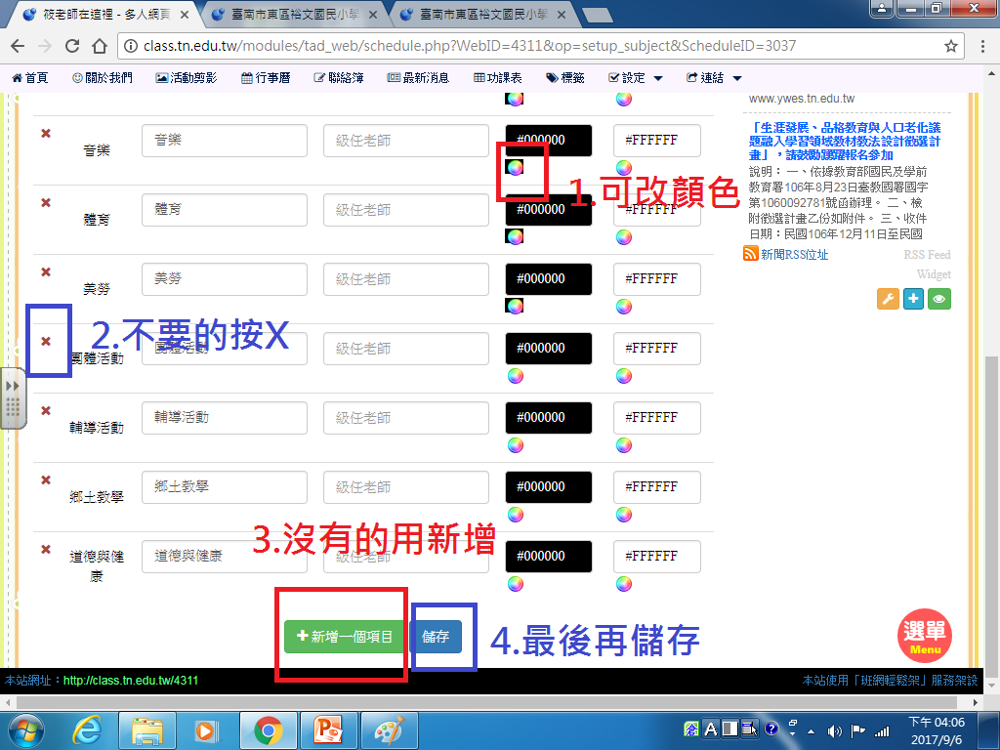 筱老師在這裡 - 多人網頁
臺南市東區裕文國民小學
臺南市東區裕文國民小學
class.tn.edu.tw/modules/tad_web/schedule.php?WebID=4311&op=setup_subject&ScheduleID=3037
首頁 關於我們 活動剪影 行事曆 聯絡簿 最新消息 功課表 標籤 設定 連結
音樂 音樂 級任老師 #000000 #FFFFFF
1.可改顏色
體育 體育 級任老師 #000000 #FFFFFF
美勞 美勞 級任老師 #000000 #FFFFFF
2.不要的按X
團體活動 團體活動 級任老師 #000000 #FFFFFF
輔導活動 輔導活動 級任老師 #000000 #FFFFFF
鄉土教學 鄉土教學 級任老師 #000000 #FFFFFF
3.沒有的用新增
道德與健
康
道德與健康 級任老師 #000000 #FFFFFF
新增一個項目 儲存
4.最後再儲存
www.ywes.tn.edu.tw
「生涯發展、品格教育與人口老化議
題融入學習領域教材教法設計徵選計
畫」，請鼓勵踴躍報名參加
說明： 一、依據教育部國民及學前
教育署106年8月23日臺教國署國字
第1060092781號函辦理。 二、檢
附徵選計畫乙份如附件。 三、收件
日期：民國106年12月11日至民國
新聞RSS位址
RSS Feed
Widget
選單
Menu
本站網址：http://class.tn.edu.tw/4311
本站使用「班網輕鬆架」服務架設
下午 04:06
2017/9/6